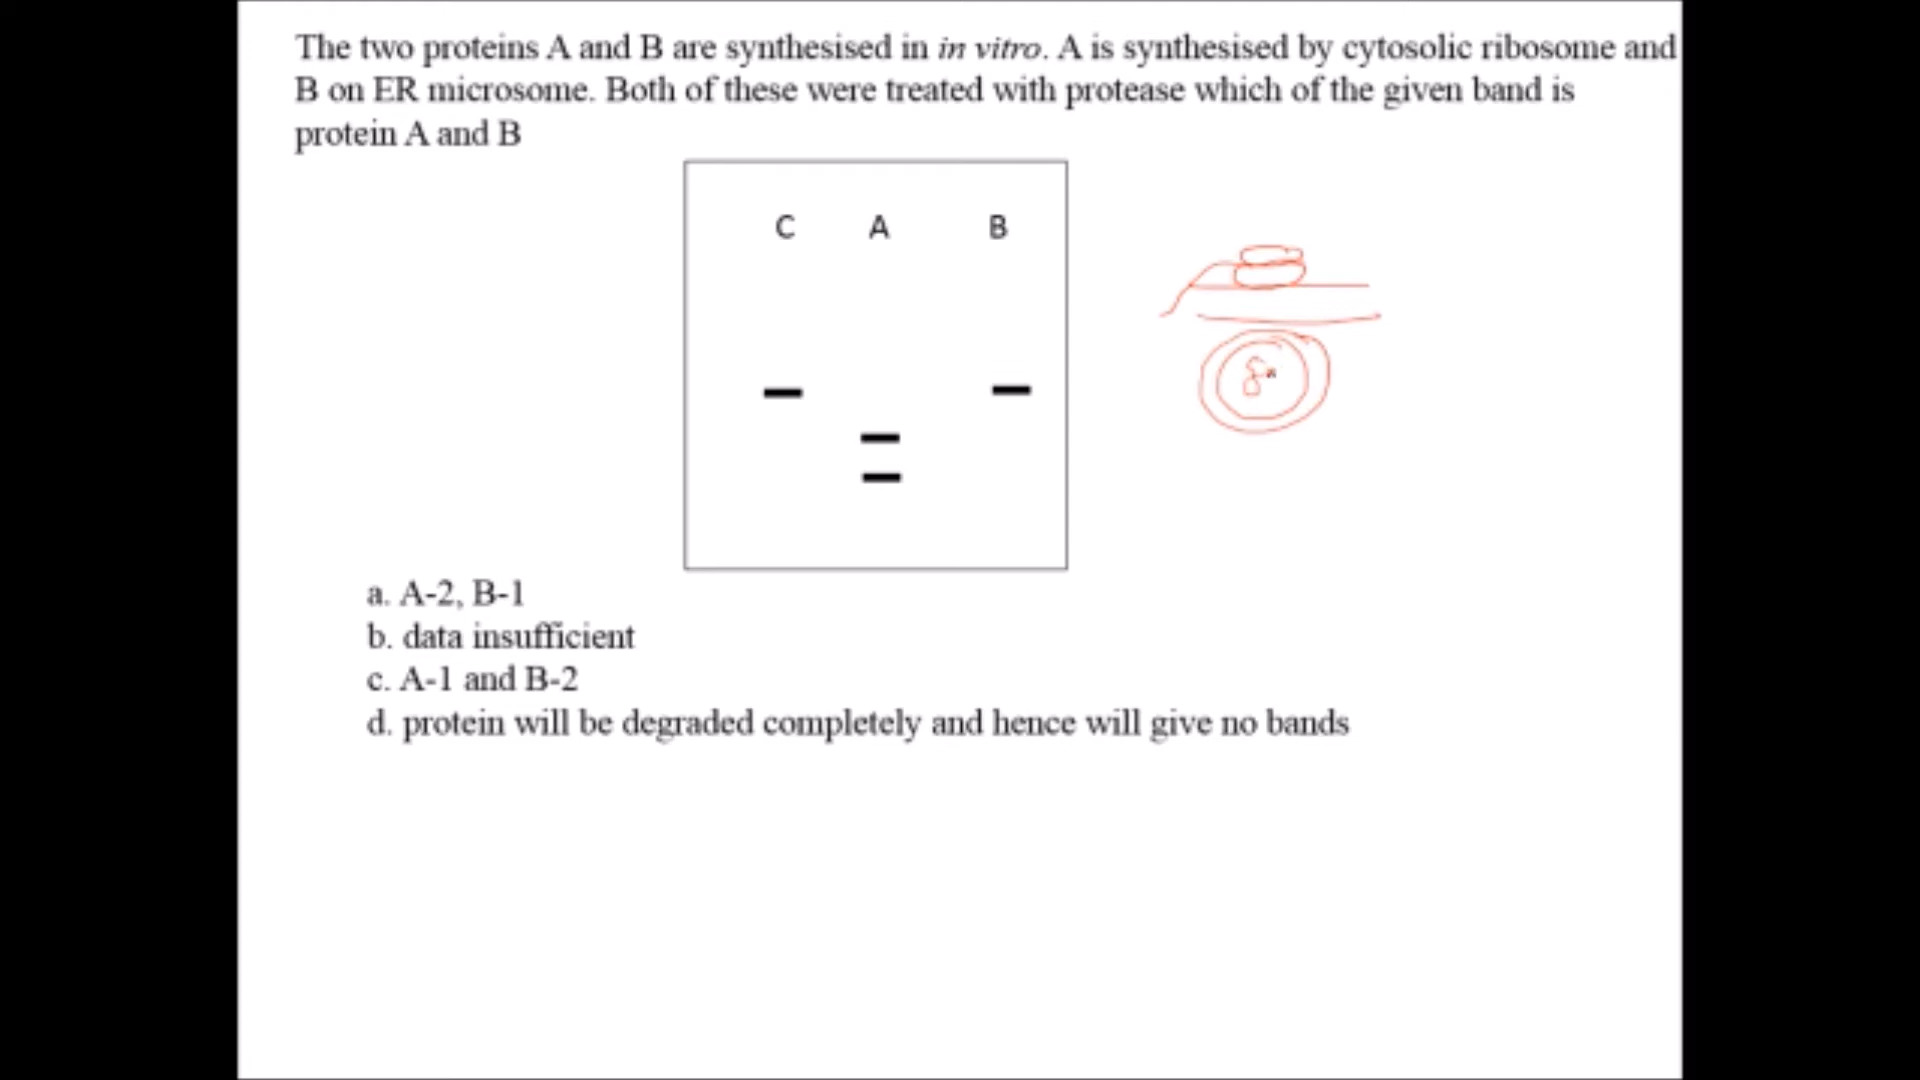 The two proteins A and B are synthesised in in vitro. A is synthesised by cytosolic ribosome and
B on ER microsome. Both of these were treated with protease which of the given band is
protein A and B
C A B
a. A-2, B-1
b. data insufficient
c. A-1 and B-2
d. protein will be degraded completely and hence will give no bands